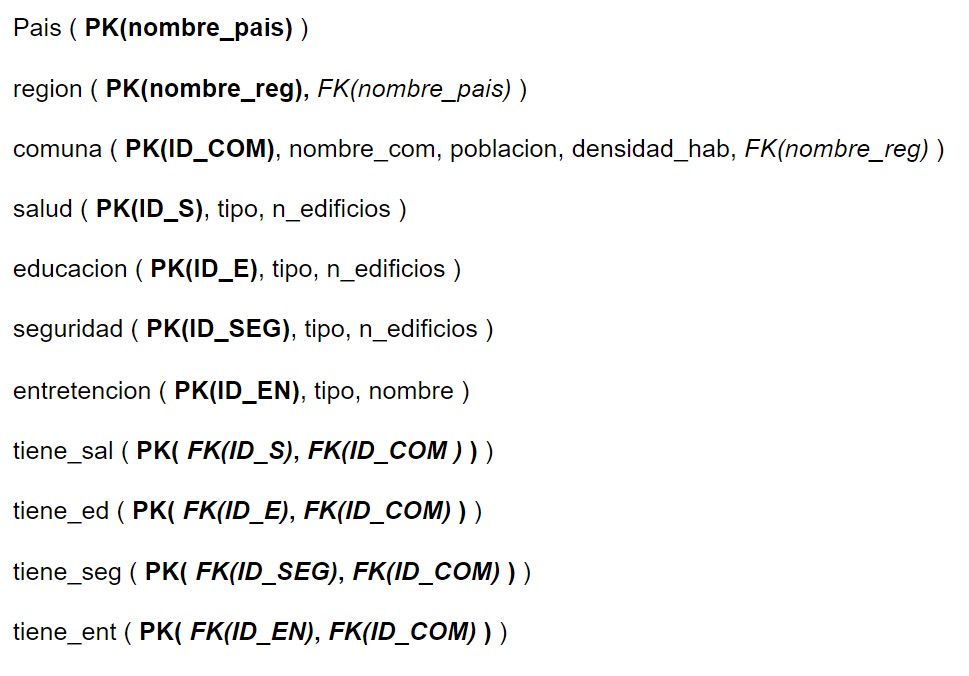 Pais ( PK(nombre_pais) )
region ( PK(nombre_reg), FK(nombre_pais) )
comuna ( PK(ID_COM), nombre_com, poblacion, densidad_hab, FK(nombre_reg) )
salud ( PK(ID_S), tipo, n_edificios )
educacion ( PK(ID_E), tipo, n_edificios )
seguridad ( PK(ID_SEG), tipo, n_edificios )
entretencion ( PK(ID_EN), tipo, nombre )
tiene_sal ( PK( FK(ID_S), FK(ID_COM ) ) )
tiene_ed ( PK( FK(ID_E), FK(ID_COM) ) )
tiene_seg ( PK( FK(ID_SEG), FK(ID_COM) ) )
tiene_ent ( PK( FK(ID_EN), FK(ID_COM) ) )